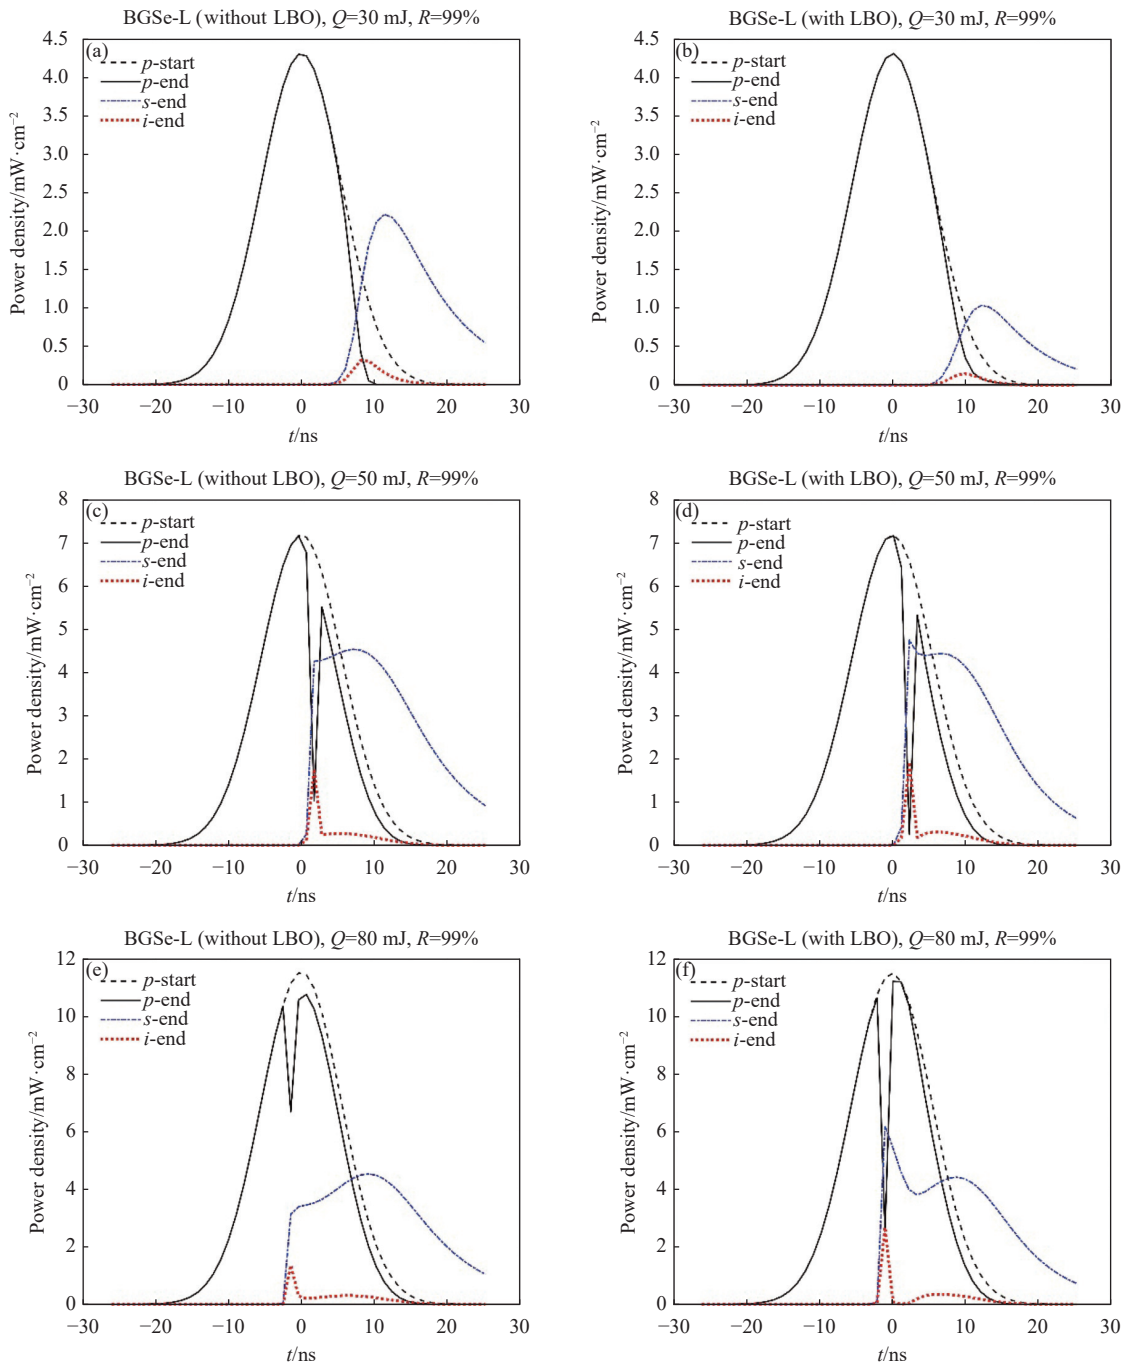 BGSe-L (without LBO), Q=30 mJ, R=99%
(a)
p-start
p-end
s-end
i-end
Power density/mW·cm⁻²
4.5
4.0
3.5
3.0
2.5
2.0
1.5
1.0
0.5
0
−30 −20 −10 0 10 20 30
t/ns
BGSe-L (with LBO), Q=30 mJ, R=99%
(b)
p-start
p-end
s-end
i-end
Power density/mW·cm⁻²
4.5
4.0
3.5
3.0
2.5
2.0
1.5
1.0
0.5
0
−30 −20 −10 0 10 20 30
t/ns
BGSe-L (without LBO), Q=50 mJ, R=99%
(c)
p-start
p-end
s-end
i-end
Power density/mW·cm⁻²
8
7
6
5
4
3
2
1
0
−30 −20 −10 0 10 20 30
t/ns
BGSe-L (with LBO), Q=50 mJ, R=99%
(d)
p-start
p-end
s-end
i-end
Power density/mW·cm⁻²
8
7
6
5
4
3
2
1
0
−30 −20 −10 0 10 20 30
t/ns
BGSe-L (without LBO), Q=80 mJ, R=99%
(e)
p-start
p-end
s-end
i-end
Power density/mW·cm⁻²
12
10
8
6
4
2
0
−30 −20 −10 0 10 20 30
t/ns
BGSe-L (with LBO), Q=80 mJ, R=99%
(f)
p-start
p-end
s-end
i-end
Power density/mW·cm⁻²
12
10
8
6
4
2
0
−30 −20 −10 0 10 20 30
t/ns